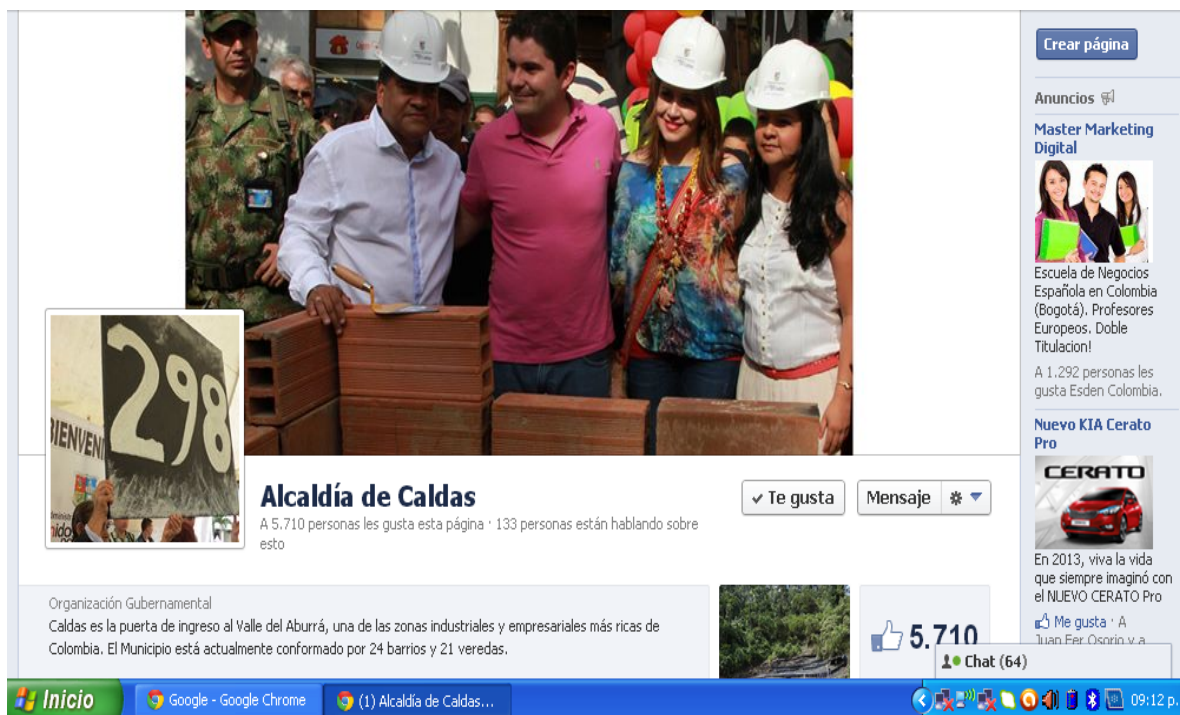 298
BIENVENI
Alcaldía de Caldas
A 5.710 personas les gusta esta página · 133 personas están hablando sobre
esto
✓ Te gusta
Mensaje
Organización Gubernamental
Caldas es la puerta de ingreso al Valle del Aburrá, una de las zonas industriales y empresariales más ricas de
Colombia. El Municipio está actualmente conformado por 24 barrios y 21 veredas.
5.710
Crear página
Anuncios
Master Marketing
Digital
Escuela de Negocios
Española en Colombia
(Bogotá). Profesores
Europeos. Doble
Titulacion!
A 1.292 personas les
gusta Esden Colombia.
Nuevo KIA Cerato
Pro
CERATO
En 2013, viva la vida
que siempre imaginó con
el NUEVO CERATO Pro
Me gusta · A
Juan Fer Osorio y a
Chat (64)
Inicio
Google - Google Chrome
(1) Alcaldía de Caldas...
09:12 p.